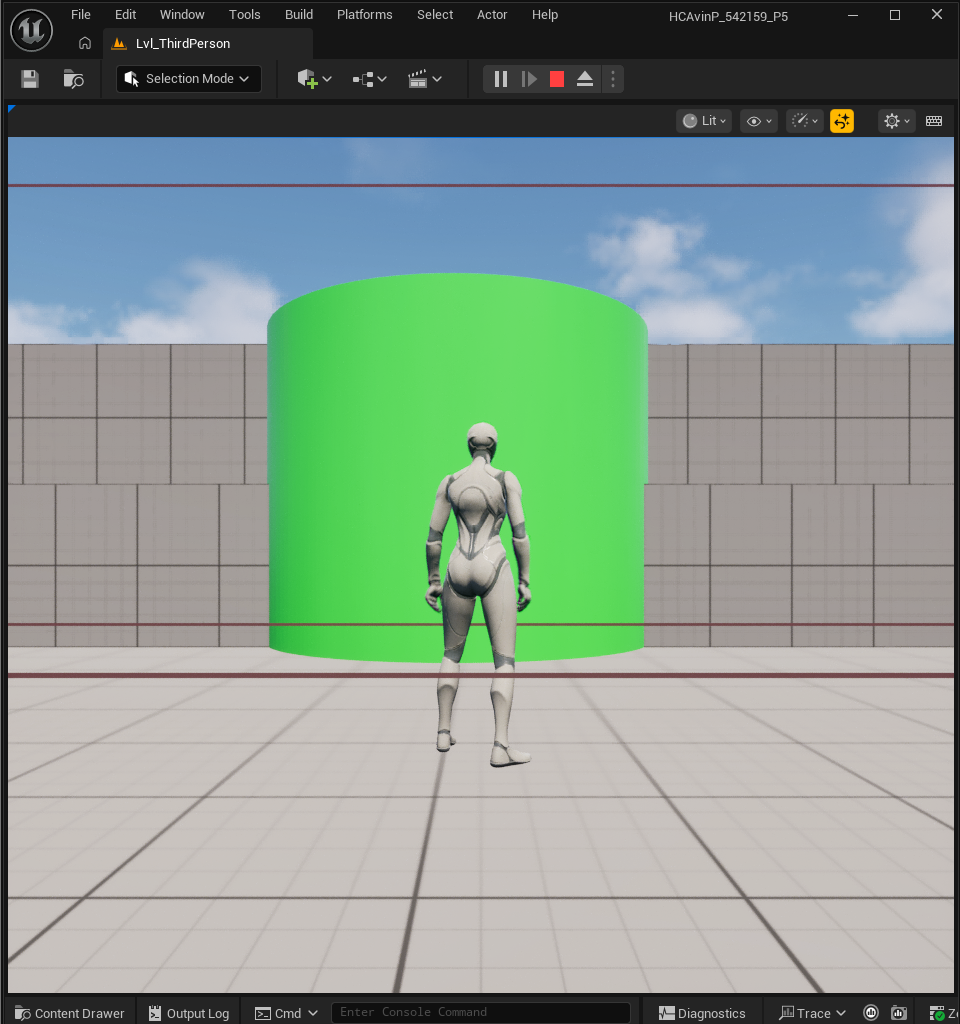 File Edit Window Tools Build Platforms Select Actor Help HCAvinP_542159_P5
Lvl_ThirdPerson
Selection Mode
Lit
Content Drawer Output Log Cmd Enter Console Command Diagnostics Trace